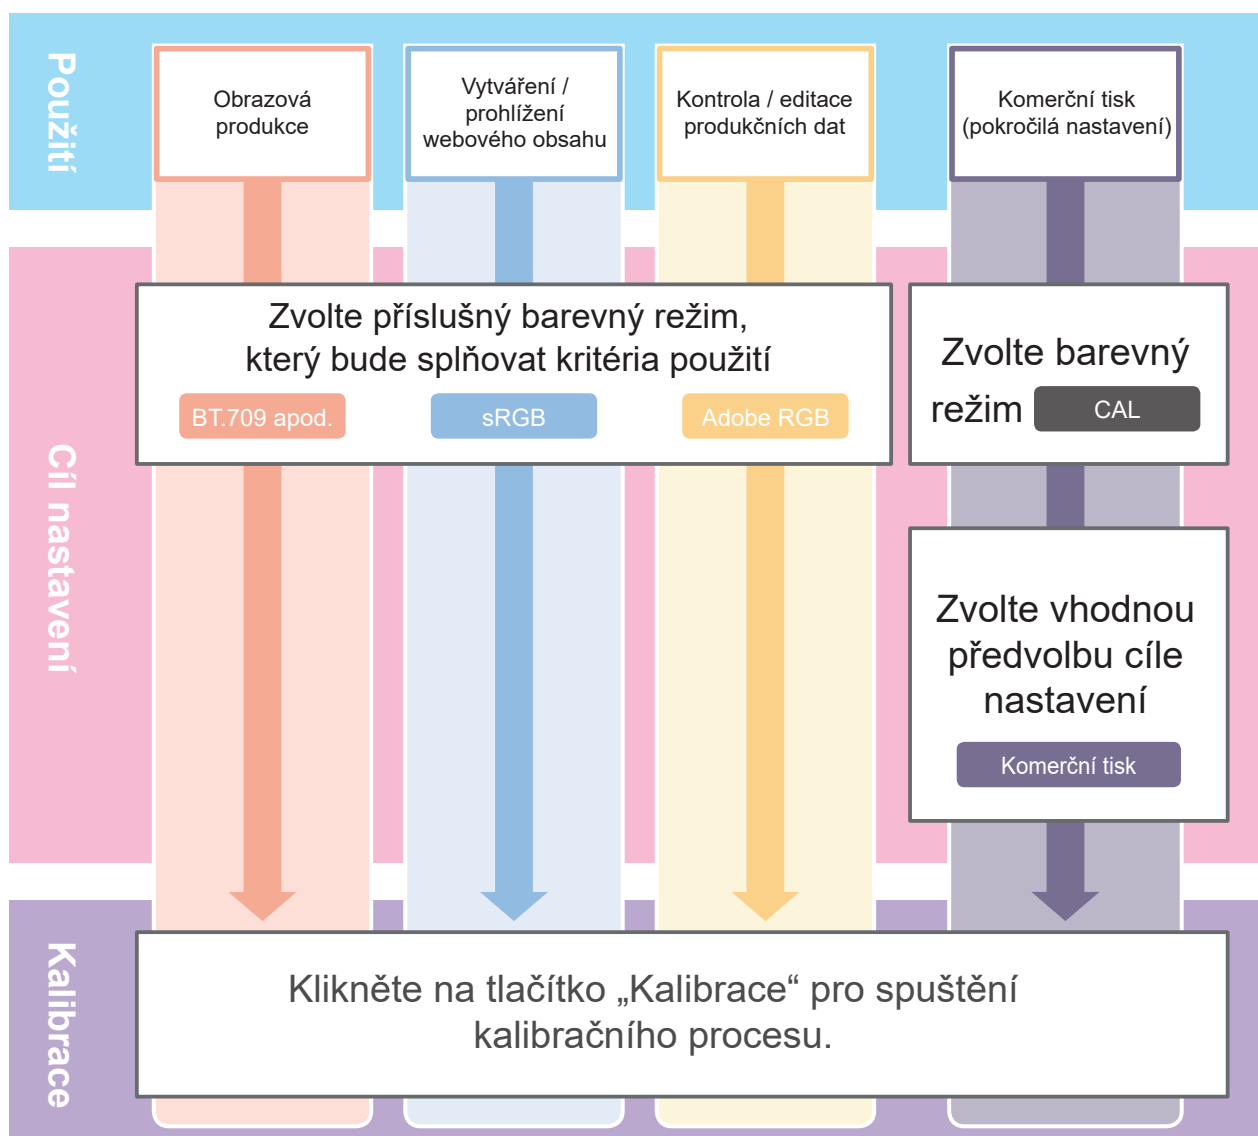 Použití
Obrazová
produkce
Vytváření /
prohlížení
webového obsahu
Kontrola / editace
produkčních dat
Komerční tisk
(pokročilá nastavení)
Cíl nastavení
Zvolte příslušný barevný režim,
který bude splňovat kritéria použití
BT.709 apod.
sRGB
Adobe RGB
Zvolte barevný
režim CAL
Zvolte vhodnou
předvolbu cíle
nastavení
Komerční tisk
Kalibrace
Klikněte na tlačítko „Kalibrace“ pro spuštění
kalibračního procesu.